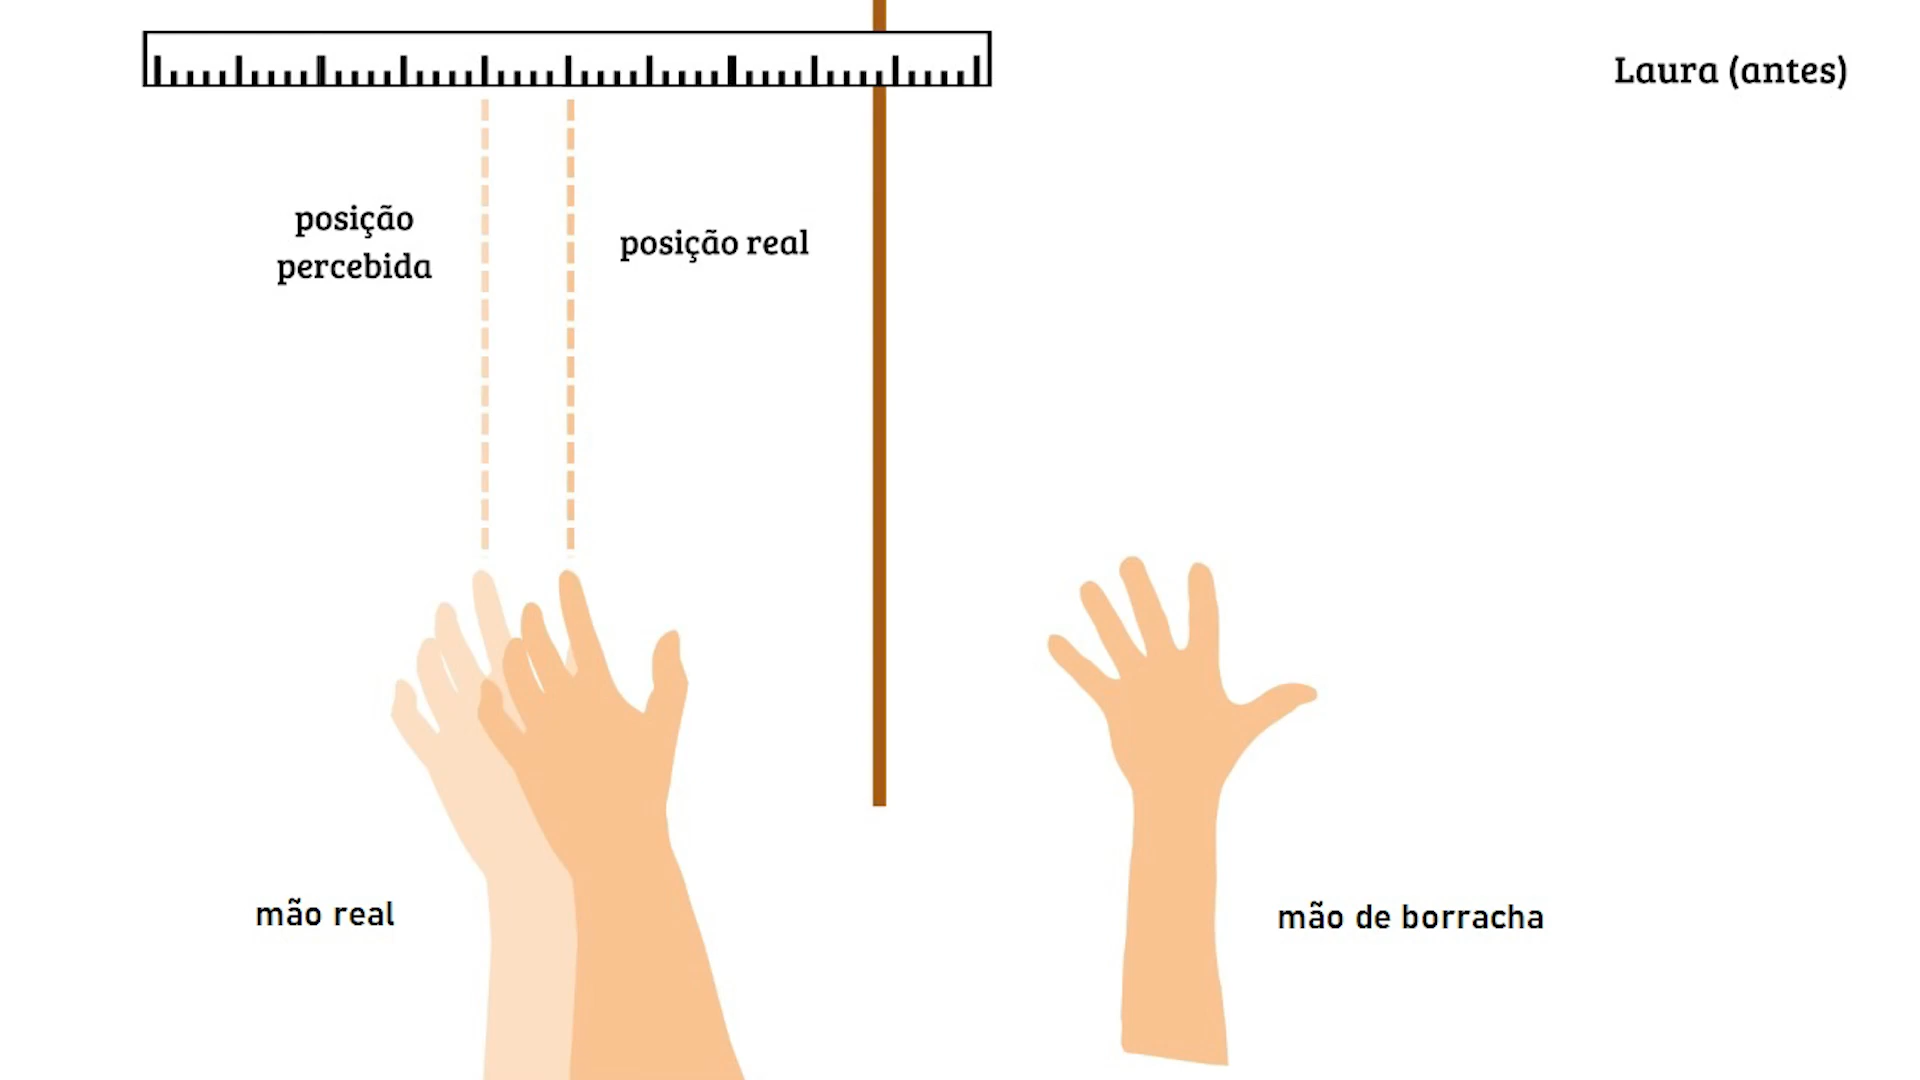 Laura (antes)
posição
percebida
posição real
mão real
mão de borracha